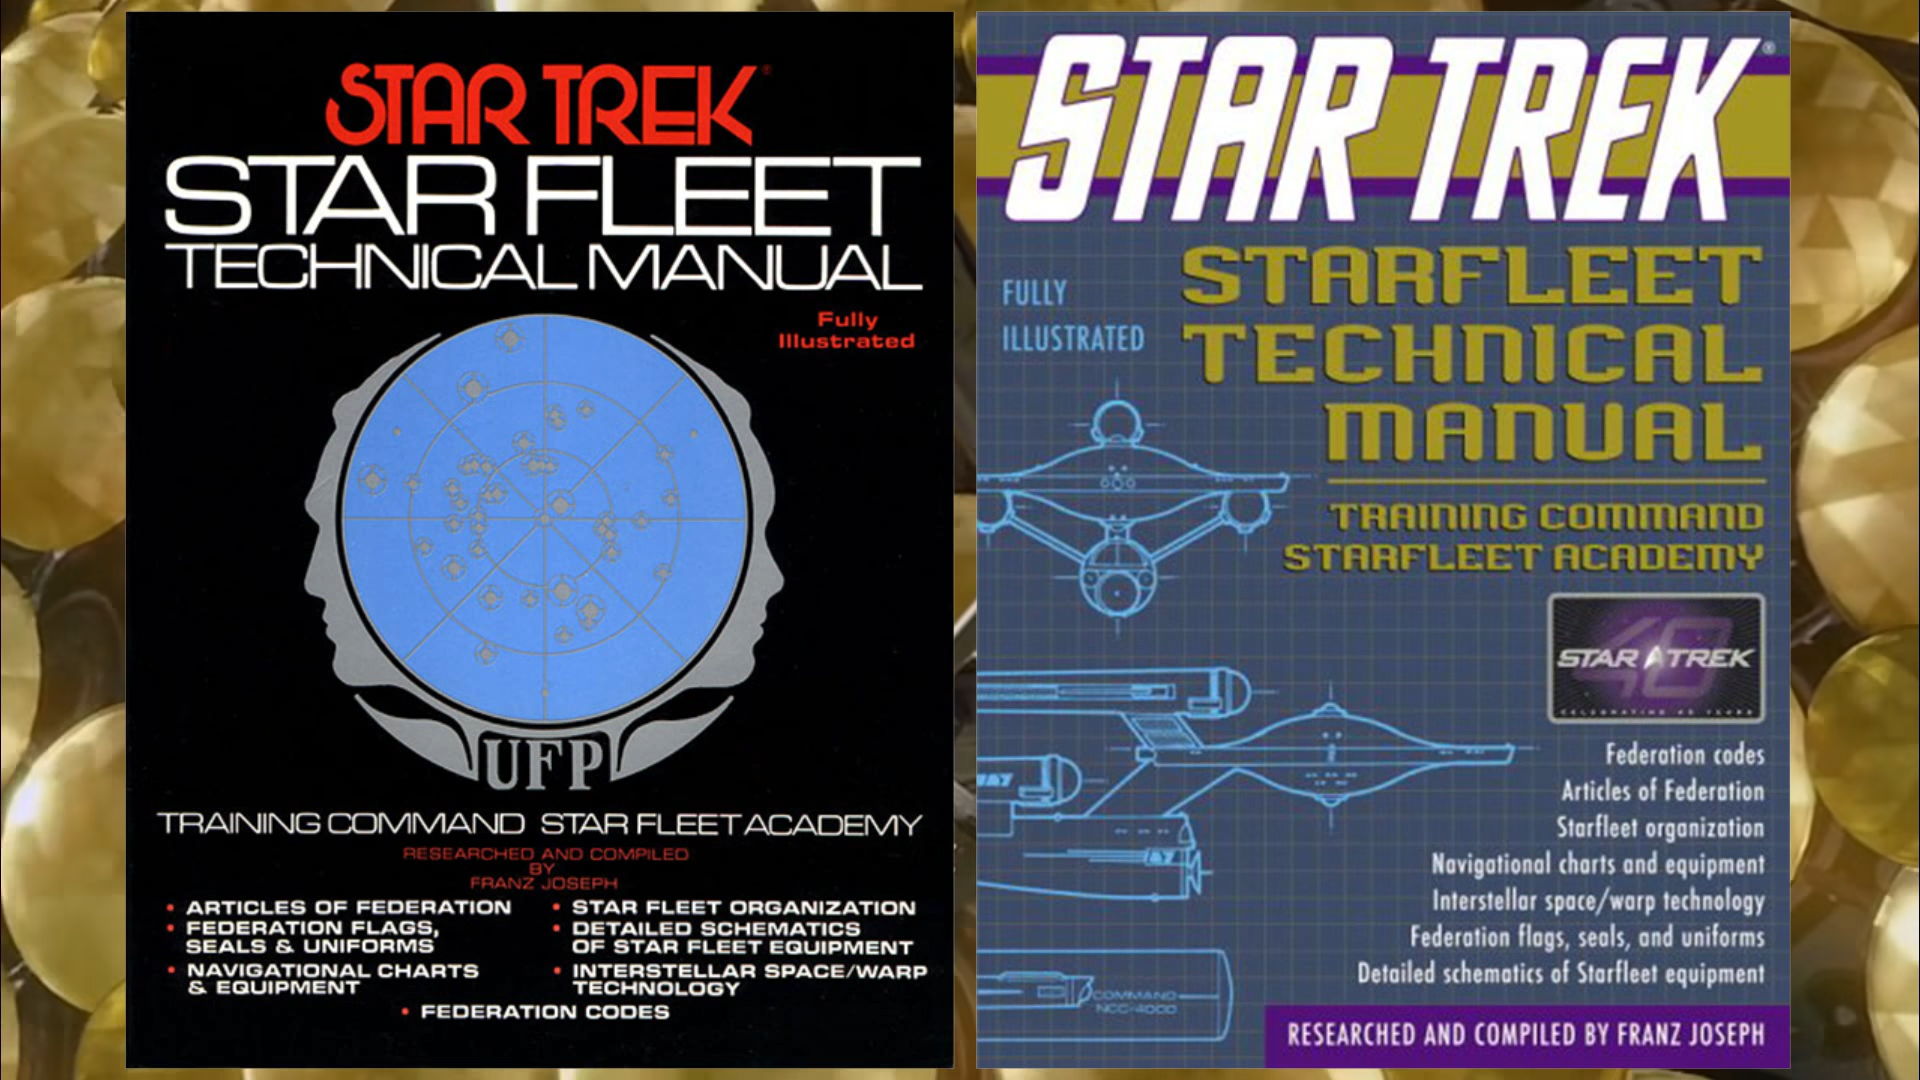 STAR TREK®
STAR FLEET
TECHNICAL MANUAL
Fully
Illustrated
UFP
TRAINING COMMAND STAR FLEET ACADEMY
RESEARCHED AND COMPILED
BY
FRANZ JOSEPH
• ARTICLES OF FEDERATION
• FEDERATION FLAGS,
SEALS & UNIFORMS
• NAVIGATIONAL CHARTS
& EQUIPMENT
• STAR FLEET ORGANIZATION
• DETAILED SCHEMATICS
OF STAR FLEET EQUIPMENT
• INTERSTELLAR SPACE/WARP
TECHNOLOGY
• FEDERATION CODES
STAR TREK®
FULLY
ILLUSTRATED
STARFLEET
TECHNICAL
MANUAL
TRAINING COMMAND
STARFLEET ACADEMY
40
STAR TREK
CELEBRATING 40 YEARS
Federation codes
Articles of Federation
Starfleet organization
Navigational charts and equipment
Interstellar space/warp technology
Federation flags, seals, and uniforms
Detailed schematics of Starfleet equipment
COMMAND
NCC-4000
RESEARCHED AND COMPILED BY FRANZ JOSEPH